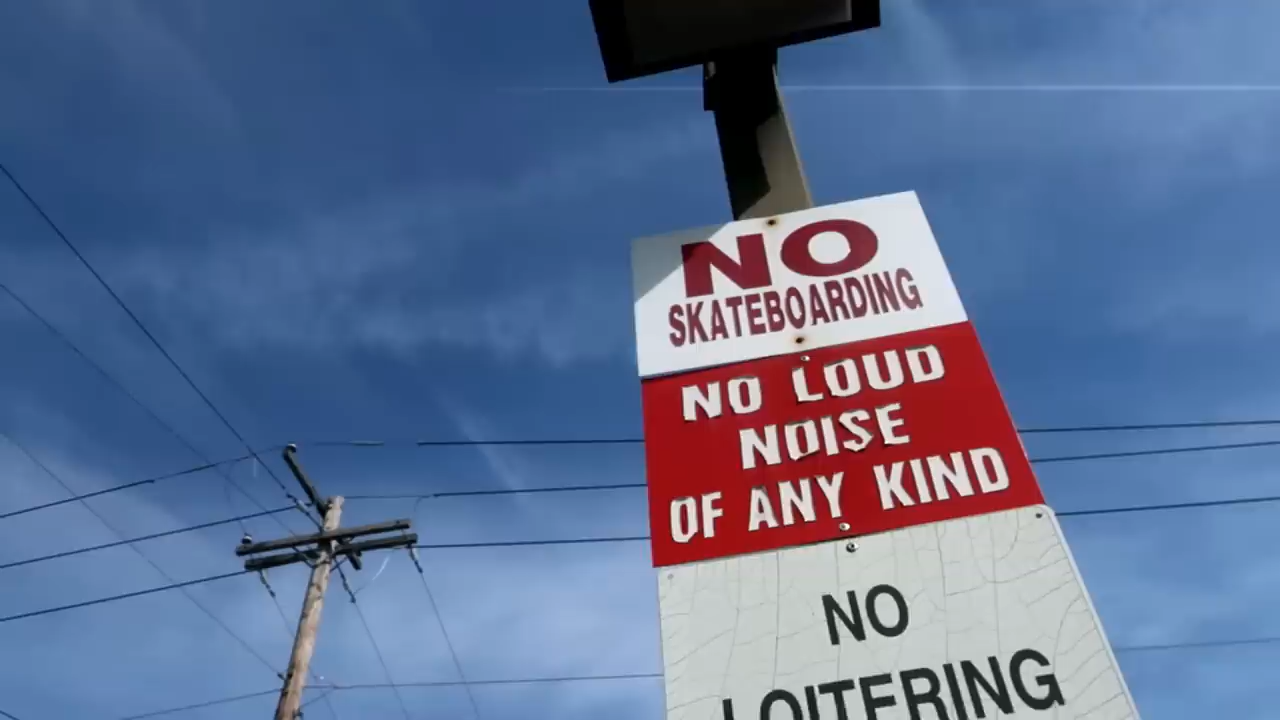 NO
SKATEBOARDING
NO LOUD
NOISE
OF ANY KIND
NO
LOITERING